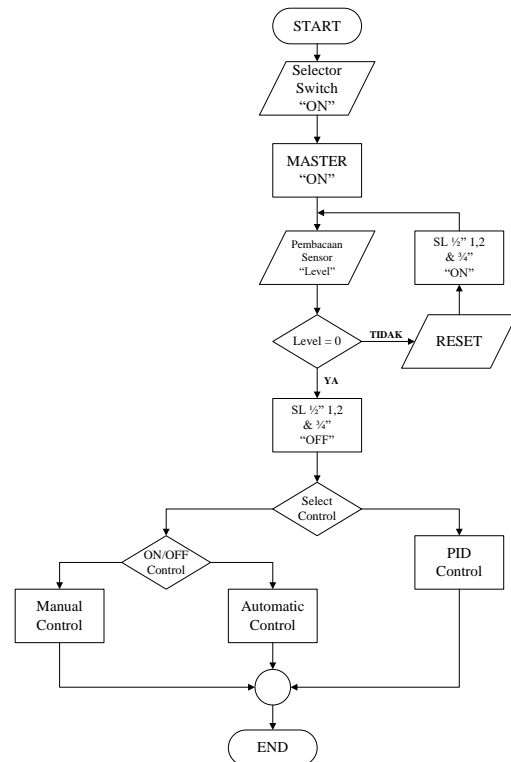 START
Selector
Switch
“ON”
MASTER
“ON”
Pembacaan
Sensor
“Level”
SL ½” 1,2
& ¾”
“ON”
Level = 0
TIDAK
RESET
YA
SL ½” 1,2
& ¾”
“OFF”
Select
Control
ON/OFF
Control
PID
Control
Manual
Control
Automatic
Control
END